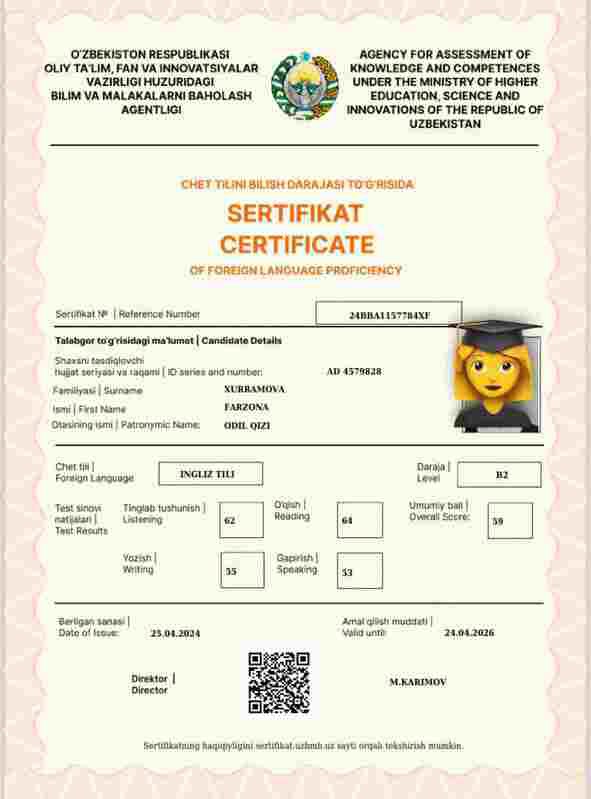 O'ZBEKISTON RESPUBLIKASI
OLIY TA'LIM, FAN VA INNOVATSIYALAR
VAZIRLIGI HUZURIDAGI
BILIM VA MALAKALARNI BAHOLASH
AGENTLIGI
AGENCY FOR ASSESSMENT OF
KNOWLEDGE AND COMPETENCES
UNDER THE MINISTRY OF HIGHER
EDUCATION, SCIENCE AND
INNOVATIONS OF THE REPUBLIC OF
UZBEKISTAN
CHET TILINI BILISH DARAJASI TO'G'RISIDA
SERTIFIKAT
CERTIFICATE
OF FOREIGN LANGUAGE PROFICIENCY
Sertifikat № | Reference Number 24BBA1157784XF
Talabgor to'g'risidagi ma'lumot | Candidate Details
Shaxsni tasdiqlovchi
hujjat seriyasi va raqami | ID series and number: AD 4579828
Familiyasi | Surname XURRAMOVA
Ismi | First Name FARZONA
Otasining ismi | Patronymic Name: ODIL QIZI
Chet tili |
Foreign Language INGLIZ TILI
Daraja |
Level B2
Test sinovi
natijalari |
Test Results
Tinglab tushunish |
Listening 62
O'qish |
Reading 64
Umumiy ball |
Overall Score: 59
Yozish |
Writing 55
Gapirish |
Speaking 53
Berilgan sanasi |
Date of Issue: 25.04.2024
Amal qilish muddati |
Valid until: 24.04.2026
Direktor |
Director
M.KARIMOV
Sertifikatning haqiqiyligini sertifikat.uzbmb.uz sayti orqali tekshirish mumkin.